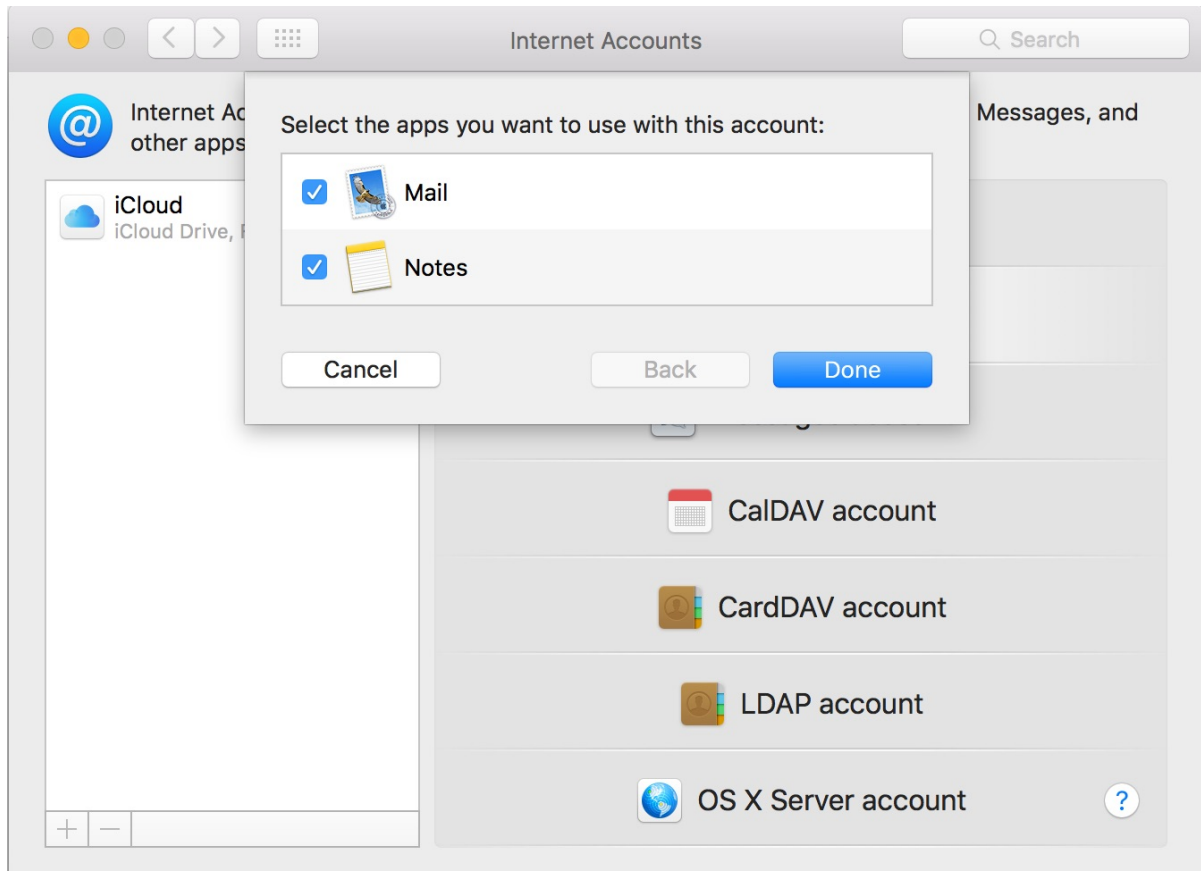 Internet Accounts
Search
Internet Ac
other apps
Messages, and
Select the apps you want to use with this account:
Mail
Notes
Cancel
Back
Done
iCloud
iCloud Drive,
CalDAV account
CardDAV account
LDAP account
OS X Server account
?